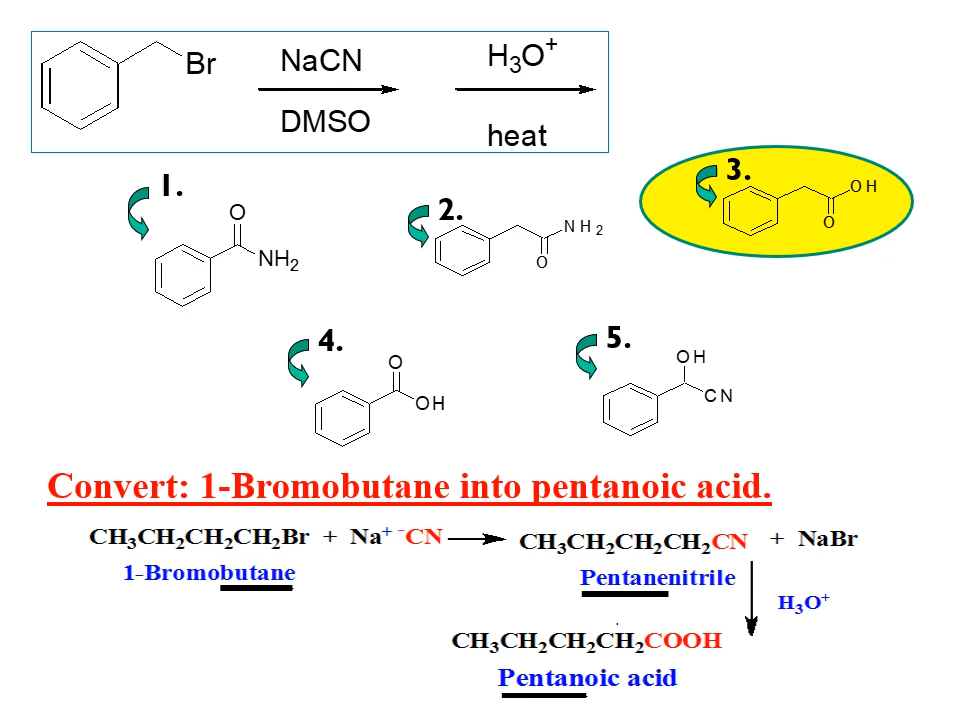 Br NaCN H₃O⁺
DMSO heat
1. 2. 3.
O NH₂
NH₂ O
OH O
4. 5.
O OH
OH CN
Convert: 1-Bromobutane into pentanoic acid.
CH₃CH₂CH₂CH₂Br + Na⁺ ⁻CN CH₃CH₂CH₂CH₂CN + NaBr
1-Bromobutane Pentanenitrile
H₃O⁺
CH₃CH₂CH₂CH₂COOH
Pentanoic acid